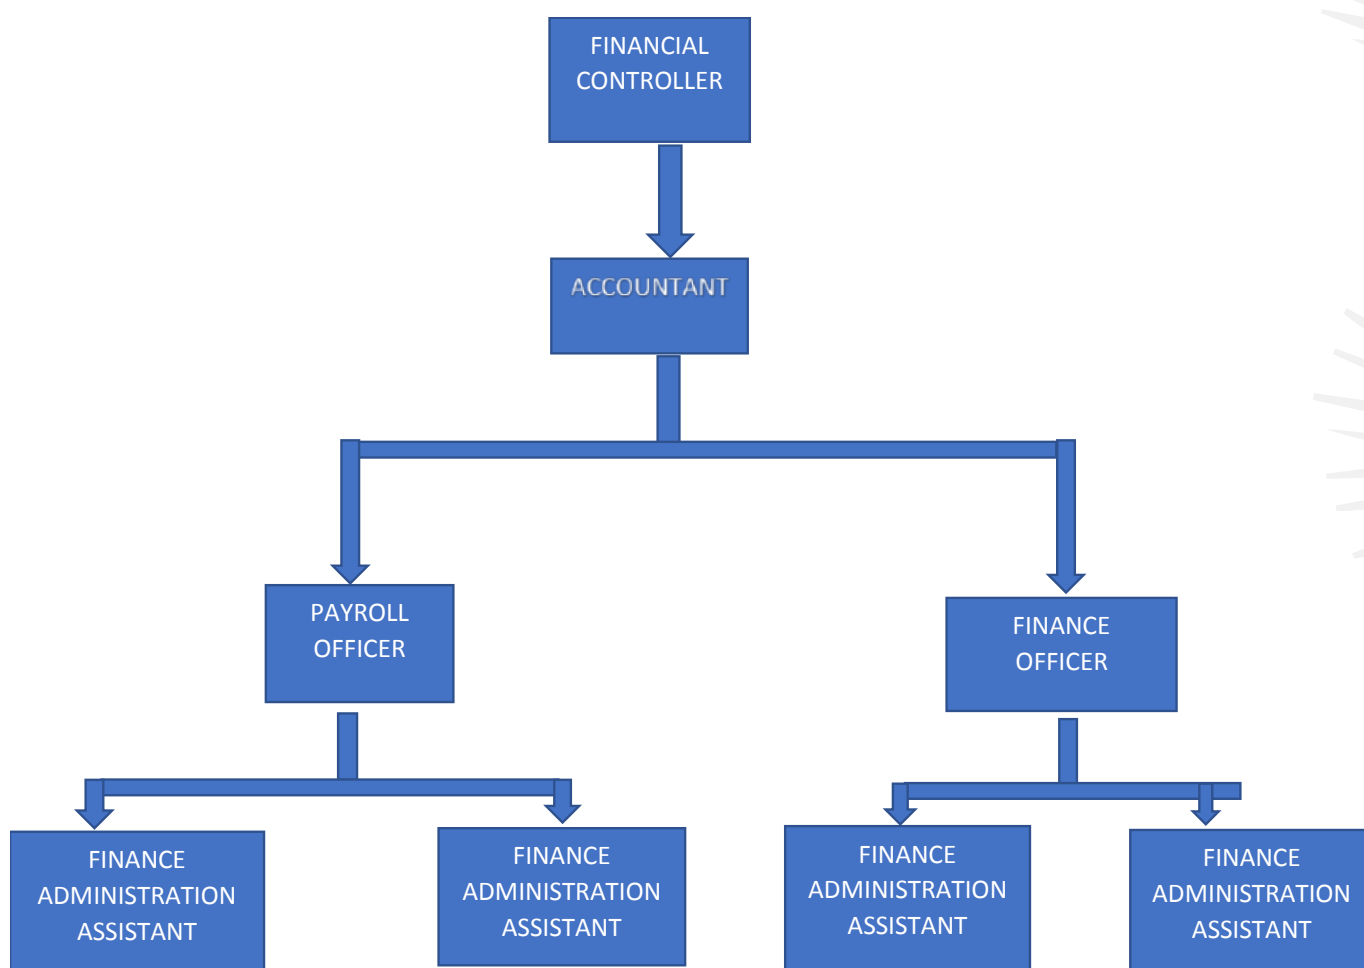 FINANCIAL
CONTROLLER
ACCOUNTANT
PAYROLL
OFFICER
FINANCE
OFFICER
FINANCE
ADMINISTRATION
ASSISTANT
FINANCE
ADMINISTRATION
ASSISTANT
FINANCE
ADMINISTRATION
ASSISTANT
FINANCE
ADMINISTRATION
ASSISTANT